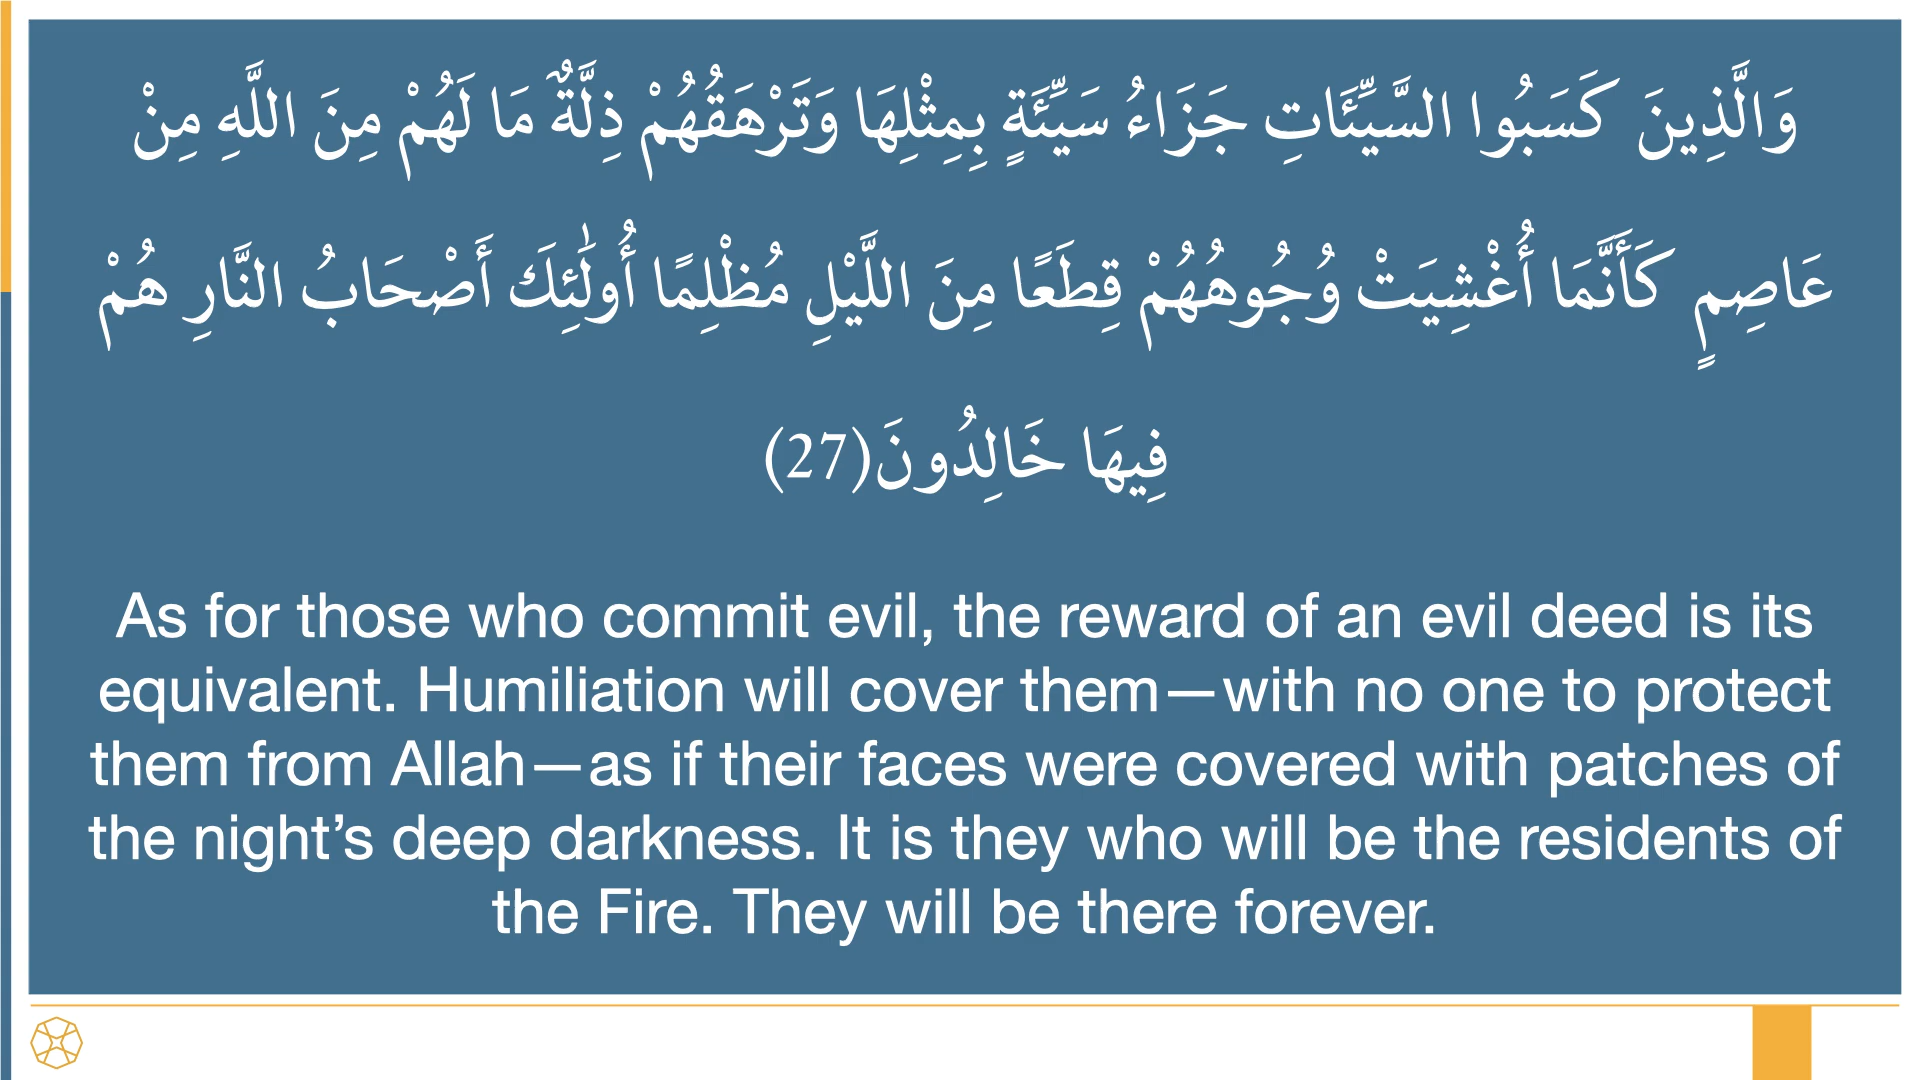 وَالَّذِينَ كَسَبُوا السَّيِّئَاتِ جَزَاءُ سَيِّئَةٍ بِمِثْلِهَا وَتَرْهَقُهُمْ ذِلَّةٌ مَا لَهُمْ مِنَ اللَّهِ مِنْ
عَاصِمٍ كَأَنَّمَا أُغْشِيَتْ وُجُوهُهُمْ قِطَعًا مِنَ اللَّيْلِ مُظْلِمًا أُولَٰئِكَ أَصْحَابُ النَّارِ هُمْ
فِيهَا خَالِدُونَ(27)
As for those who commit evil, the reward of an evil deed is its
equivalent. Humiliation will cover them—with no one to protect
them from Allah—as if their faces were covered with patches of
the night’s deep darkness. It is they who will be the residents of
the Fire. They will be there forever.